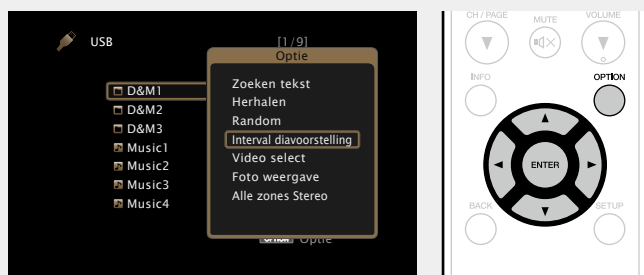 USB
[1/9]
Optie
D&M1
D&M2
D&M3
Music1
Music2
Music3
Music4
Zoeken tekst
Herhalen
Random
Interval diavoorstelling
Video select
Foto weergave
Alle zones Stereo
OPTION Optie
CH / PAGE
MUTE
VOLUME
INFO
OPTION
ENTER
BACK
SETUP